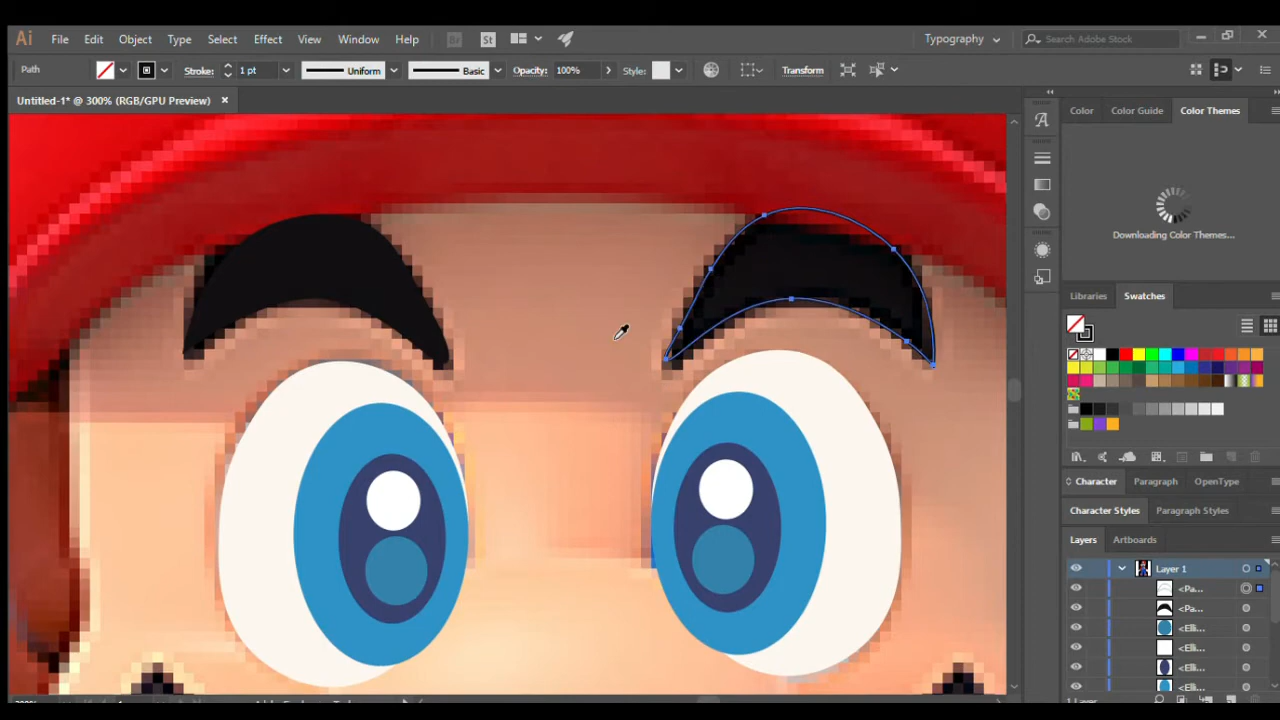 Ai File Edit Object Type Select Effect View Window Help Br St Typography Search Adobe Stock
Path Stroke: 1 pt Uniform Basic Opacity: 100% Style: Transform
Untitled-1* @ 300% (RGB/GPU Preview)
Color Color Guide Color Themes
Downloading Color Themes...
Libraries Swatches
Character Paragraph OpenType
Character Styles Paragraph Styles
Layers Artboards
Layer 1
<Pa...
<Pa...
<Elli...
<Elli...
<Elli...
<Elli...